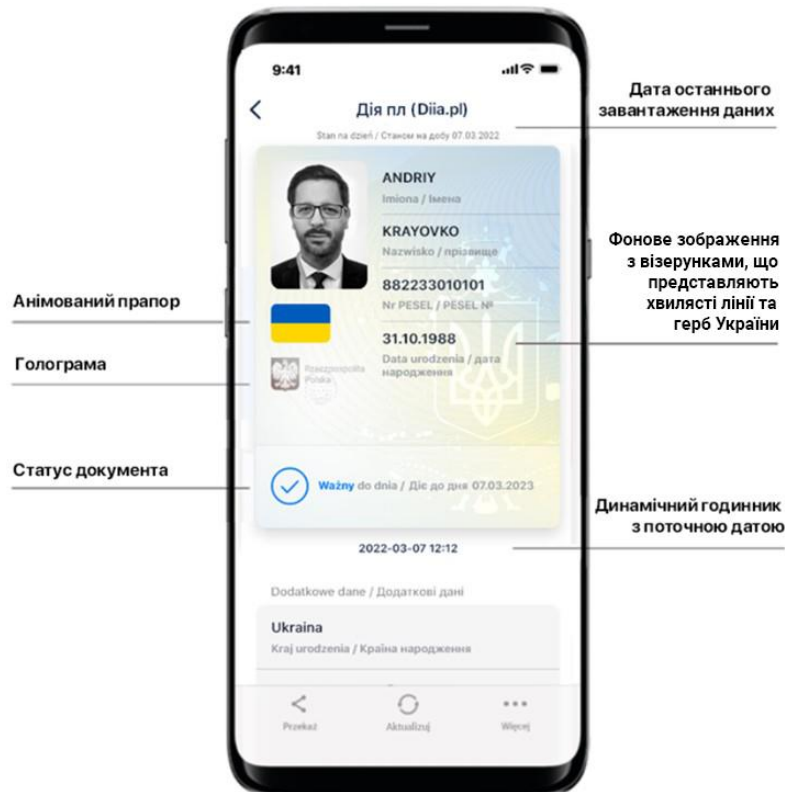 9:41
Дія пл (Diia.pl)
Stan na dzień / Станом на добу 07.03.2022
ANDRIY
Imiona / Імена
KRAYOVKO
Nazwisko / прізвище
882233010101
Nr PESEL / PESEL №
31.10.1988
Data urodzenia / дата
народження
Rzeczpospolita
Polska
Ważny do dnia / Діє до дня 07.03.2023
2022-03-07 12:12
Dodatkowe dane / Додаткові дані
Ukraina
Kraj urodzenia / Країна народження
Przekaż
Aktualizuj
Więcej
Анімований прапор
Голограма
Статус документа
Дата останнього
завантаження даних
Фонове зображення
з візерунками, що
представляють
хвилясті лінії та
герб України
Динамічний годинник
з поточною датою